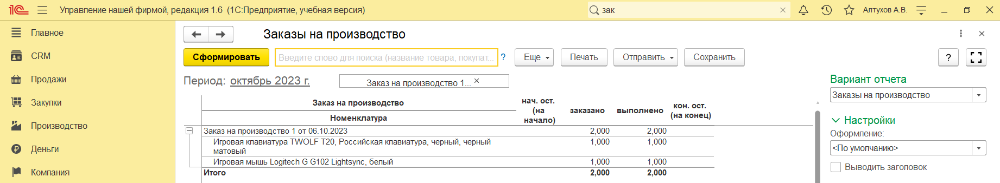 1С Управление нашей фирмой, редакция 1.6 (1С:Предприятие, учебная версия) зак Алтухов А.В.
Главное
CRM
Продажи
Закупки
Производство
Деньги
Компания
Заказы на производство
Сформировать Введите слово для поиска (название товара, покупат... ? Еще Печать Отправить Сохранить ?
Период: октябрь 2023 г. Заказ на производство 1...
Заказ на производство нач. ост. (на начало) заказано выполнено кон. ост. (на конец)
Номенклатура
Заказ на производство 1 от 06.10.2023 2,000 2,000
Игровая клавиатура TWOLF T20, Российская клавиатура, черный, черный 1,000 1,000
матовый
Игровая мышь Logitech G G102 Lightsync, белый 1,000 1,000
Итого 2,000 2,000
Вариант отчета
Заказы на производство
Настройки
Оформление:
<По умолчанию>
Выводить заголовок